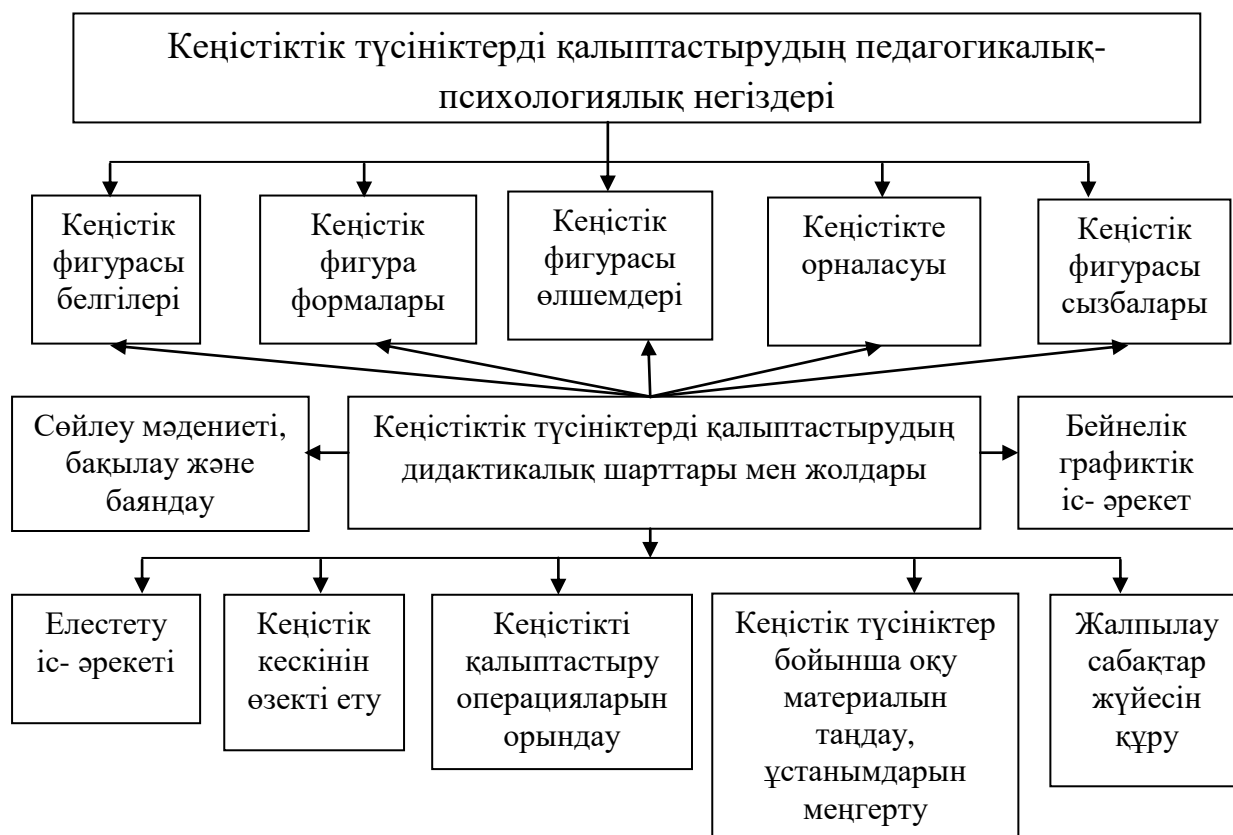 Кеңістіктік түсініктерді қалыптастырудың педагогикалық-
психологиялық негіздері
Кеңістік
фигурасы
белгілері
Кеңістік
фигура
формалары
Кеңістік
фигурасы
өлшемдері
Кеңістікте
орналасуы
Кеңістік
фигурасы
сызбалары
Сөйлеу мәдениеті,
бақылау және
баяндау
Кеңістіктік түсініктерді қалыптастырудың
дидактикалық шарттары мен жолдары
Бейнелік
графиктік
іс- әрекет
Елестету
іс- әрекеті
Кеңістік
кескінін
өзекті ету
Кеңістікті
қалыптастыру
операцияларын
орындау
Кеңістік түсініктер
бойынша оқу
материалын
таңдау,
ұстанымдарын
меңгерту
Жалпылау
сабақтар
жүйесін
құру